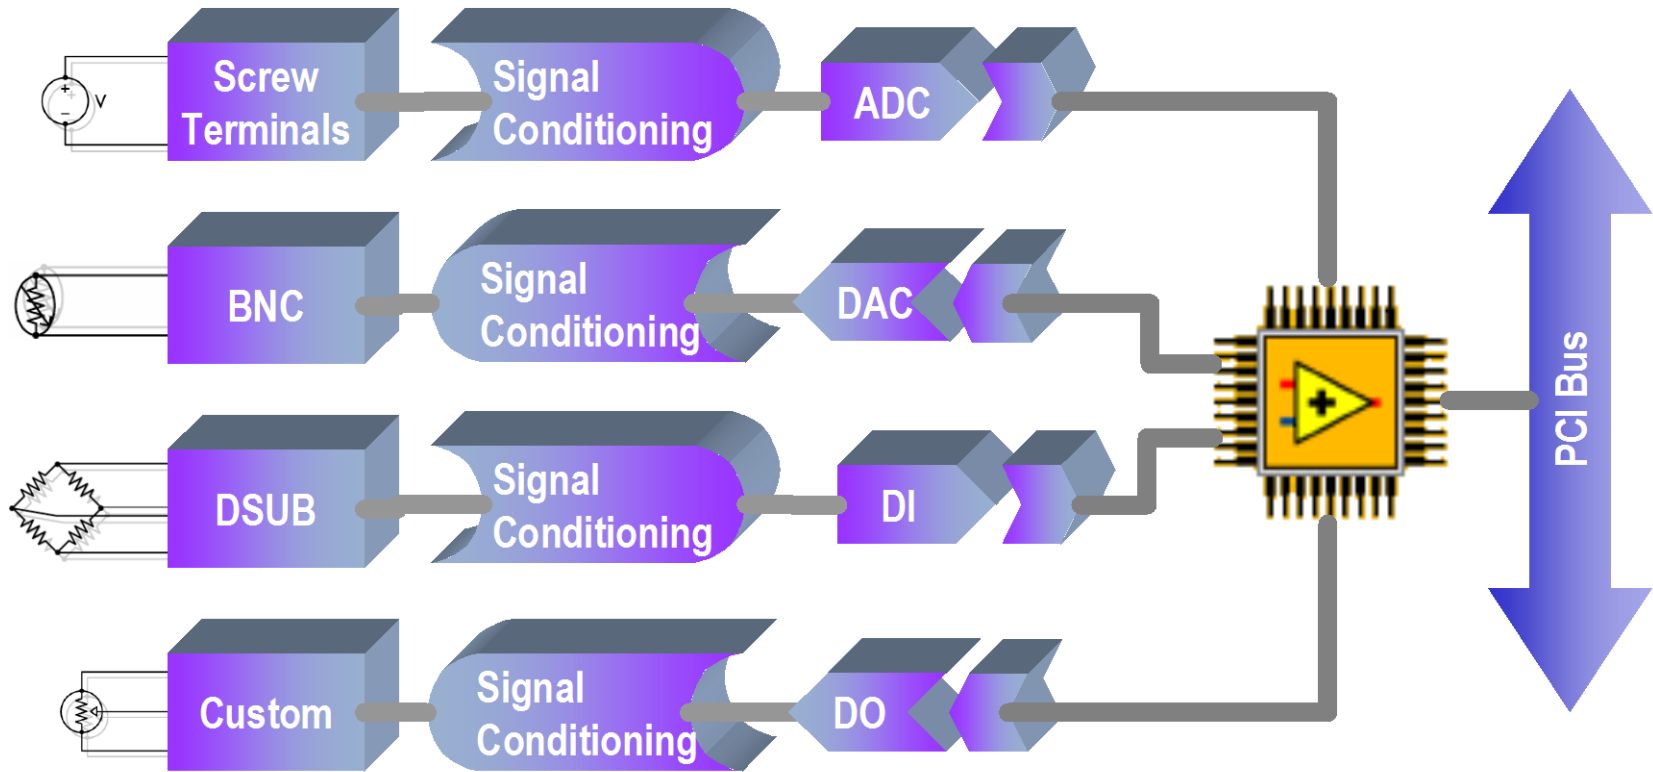 Screw
Terminals
Signal
Conditioning
ADC
V
+
−
BNC
Signal
Conditioning
DAC
PCI Bus
DSUB
Signal
Conditioning
DI
Custom
Signal
Conditioning
DO